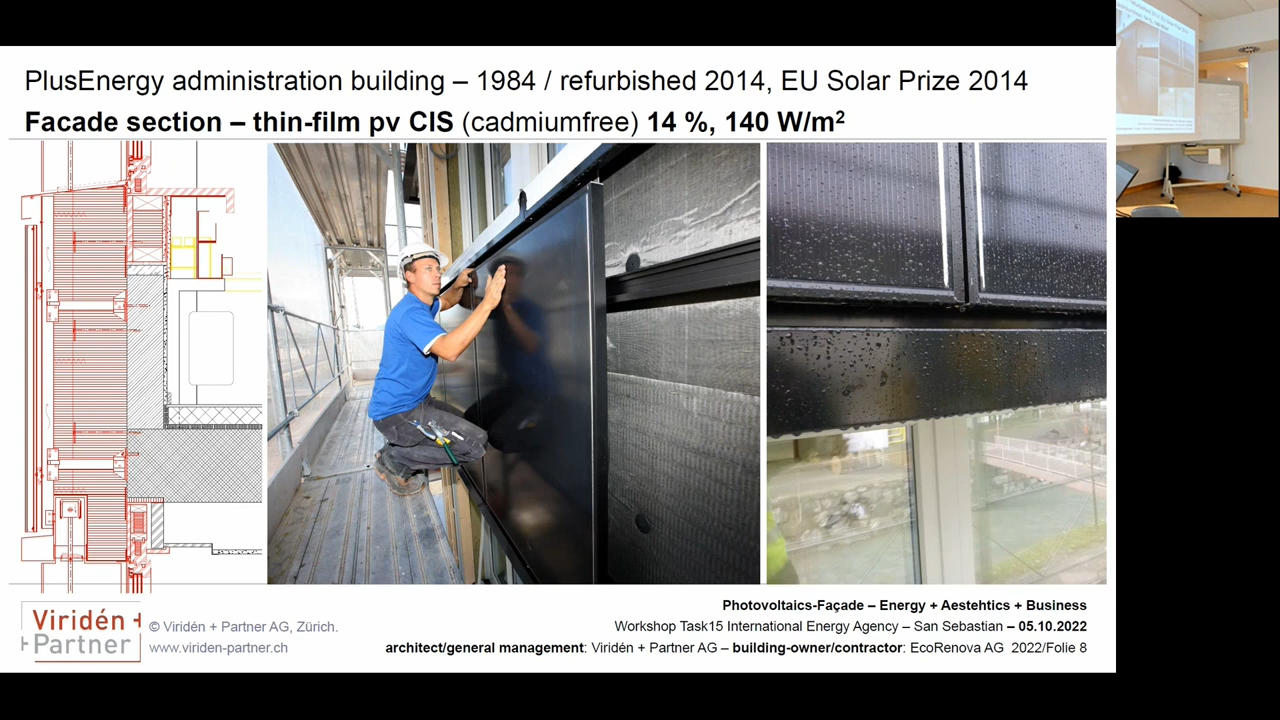 PlusEnergy administration building – 1984 / refurbished 2014, EU Solar Prize 2014
Facade section – thin-film pv CIS (cadmiumfree) 14 %, 140 W/m²
Viridén +
+ Partner
© Viridén + Partner AG, Zürich.
www.viriden-partner.ch
Photovoltaics-Façade – Energy + Aestehtics + Business
Workshop Task15 International Energy Agency – San Sebastian – 05.10.2022
architect/general management: Viridén + Partner AG – building-owner/contractor: EcoRenova AG 2022/Folie 8